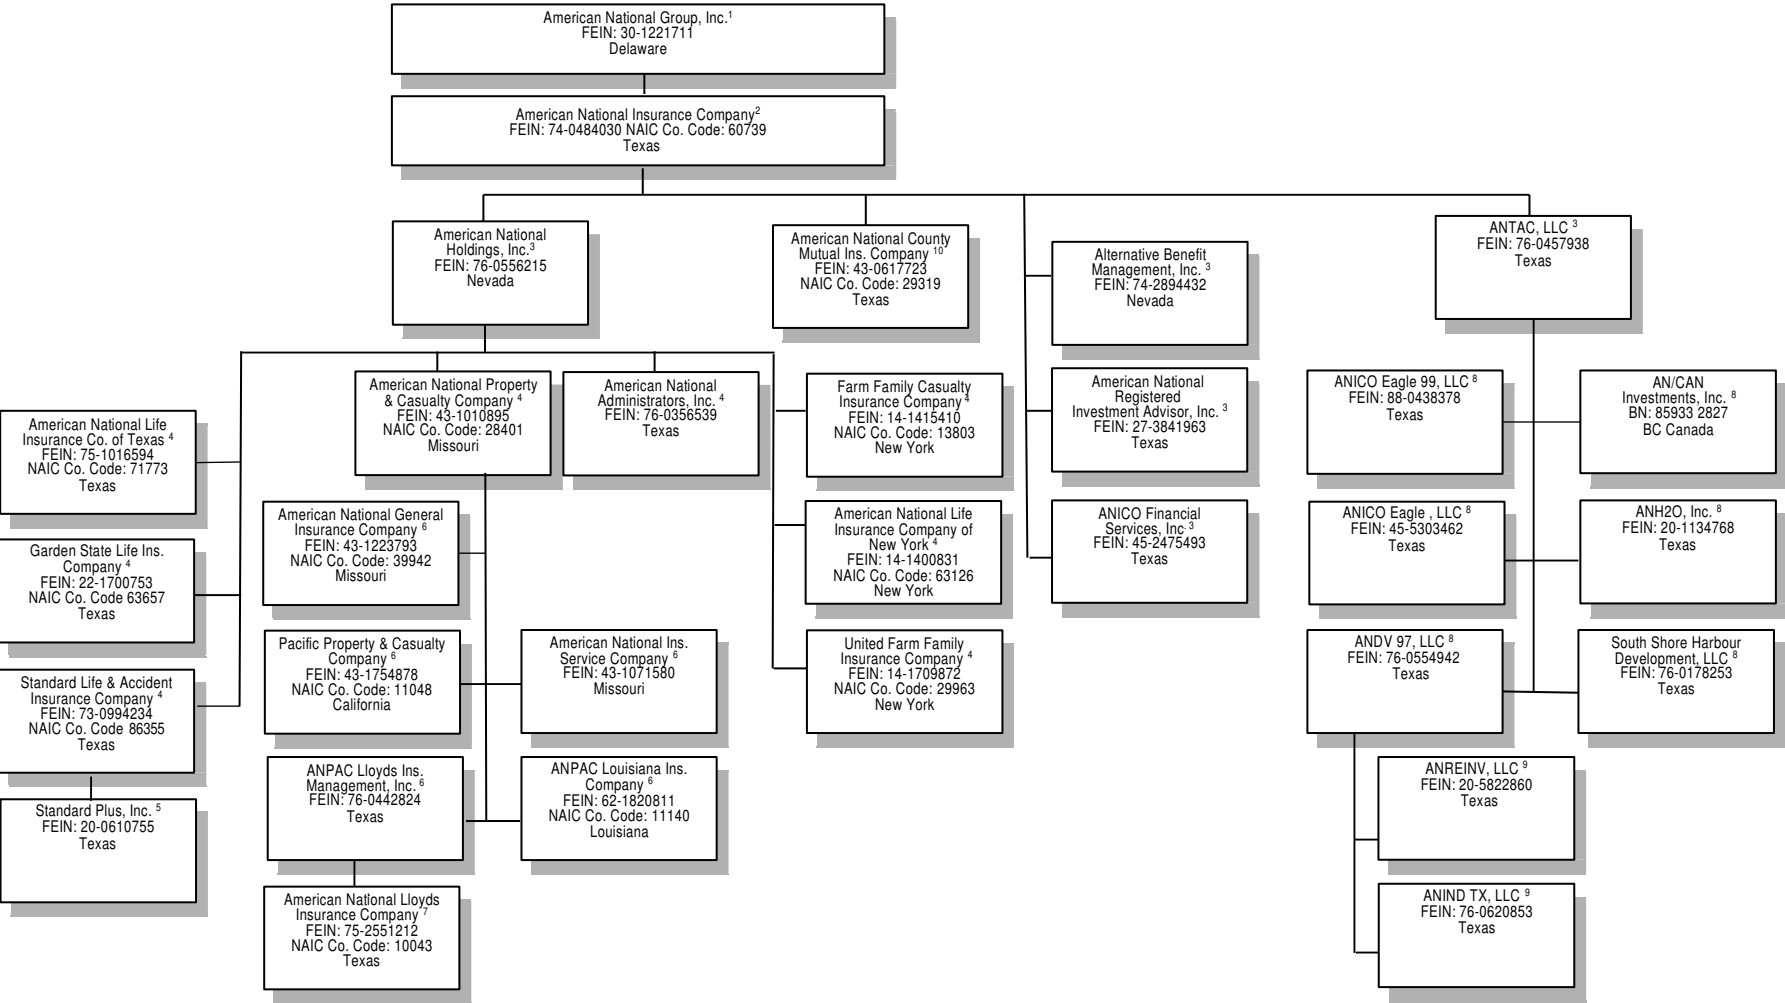 American National Group, Inc.1
FEIN: 30-1221711
Delaware
American National Insurance Company2
FEIN: 74-0484030 NAIC Co. Code: 60739
Texas
American National
Holdings, Inc.3
FEIN: 76-0556215
Nevada
American National County
Mutual Ins. Company 10
FEIN: 43-0617723
NAIC Co. Code: 29319
Texas
Alternative Benefit
Management, Inc. 3
FEIN: 74-2894432
Nevada
ANTAC, LLC 3
FEIN: 76-0457938
Texas
American National Life
Insurance Co. of Texas 4
FEIN: 75-1016594
NAIC Co. Code: 71773
Texas
American National Property
& Casualty Company 4
FEIN: 43-1010895
NAIC Co. Code: 28401
Missouri
American National
Administrators, Inc. 4
FEIN: 76-0356539
Texas
Farm Family Casualty
Insurance Company 4
FEIN: 14-1415410
NAIC Co. Code: 13803
New York
American National
Registered
Investment Advisor, Inc. 3
FEIN: 27-3841963
Texas
ANICO Eagle 99, LLC 8
FEIN: 88-0438378
Texas
AN/CAN
Investments, Inc. 8
BN: 85933 2827
BC Canada
Garden State Life Ins.
Company 4
FEIN: 22-1700753
NAIC Co. Code 63657
Texas
American National General
Insurance Company 6
FEIN: 43-1223793
NAIC Co. Code: 39942
Missouri
American National Life
Insurance Company of
New York 4
FEIN: 14-1400831
NAIC Co. Code: 63126
New York
ANICO Financial
Services, Inc 3
FEIN: 45-2475493
Texas
ANICO Eagle , LLC 8
FEIN: 45-5303462
Texas
ANH2O, Inc. 8
FEIN: 20-1134768
Texas
Standard Life & Accident
Insurance Company 4
FEIN: 73-0994234
NAIC Co. Code 86355
Texas
Pacific Property & Casualty
Company 6
FEIN: 43-1754878
NAIC Co. Code: 11048
California
American National Ins.
Service Company 6
FEIN: 43-1071580
Missouri
United Farm Family
Insurance Company 4
FEIN: 14-1709872
NAIC Co. Code: 29963
New York
ANDV 97, LLC 8
FEIN: 76-0554942
Texas
South Shore Harbour
Development, LLC 8
FEIN: 76-0178253
Texas
Standard Plus, Inc. 5
FEIN: 20-0610755
Texas
ANPAC Lloyds Ins.
Management, Inc. 6
FEIN: 76-0442824
Texas
ANPAC Louisiana Ins.
Company 6
FEIN: 62-1820811
NAIC Co. Code: 11140
Louisiana
ANREINV, LLC 9
FEIN: 20-5822860
Texas
American National Lloyds
Insurance Company 7
FEIN: 75-2551212
NAIC Co. Code: 10043
Texas
ANIND TX, LLC 9
FEIN: 76-0620853
Texas